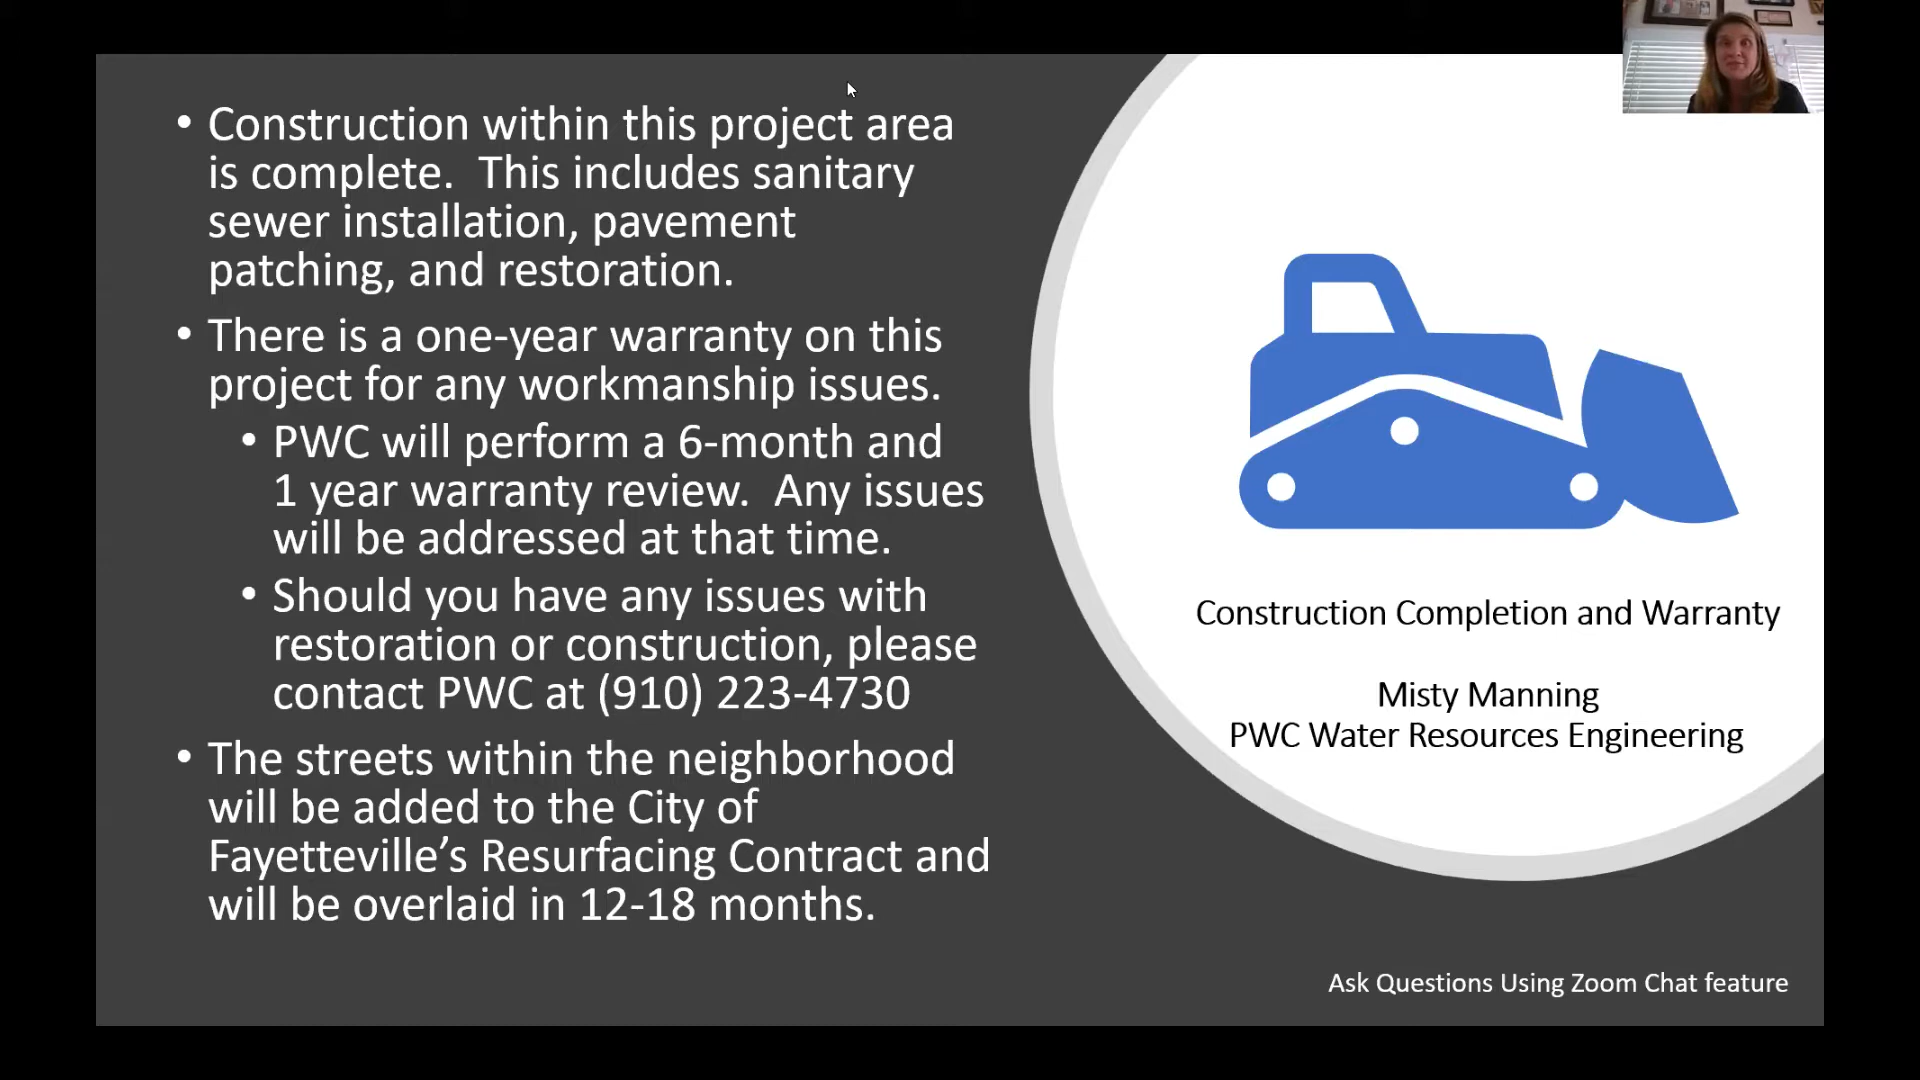 • Construction within this project area
is complete.  This includes sanitary
sewer installation, pavement
patching, and restoration.
• There is a one-year warranty on this
project for any workmanship issues.
• PWC will perform a 6-month and
1 year warranty review.  Any issues
will be addressed at that time.
• Should you have any issues with
restoration or construction, please
contact PWC at (910) 223-4730
• The streets within the neighborhood
will be added to the City of
Fayetteville’s Resurfacing Contract and
will be overlaid in 12-18 months.
Construction Completion and Warranty
Misty Manning
PWC Water Resources Engineering
Ask Questions Using Zoom Chat feature